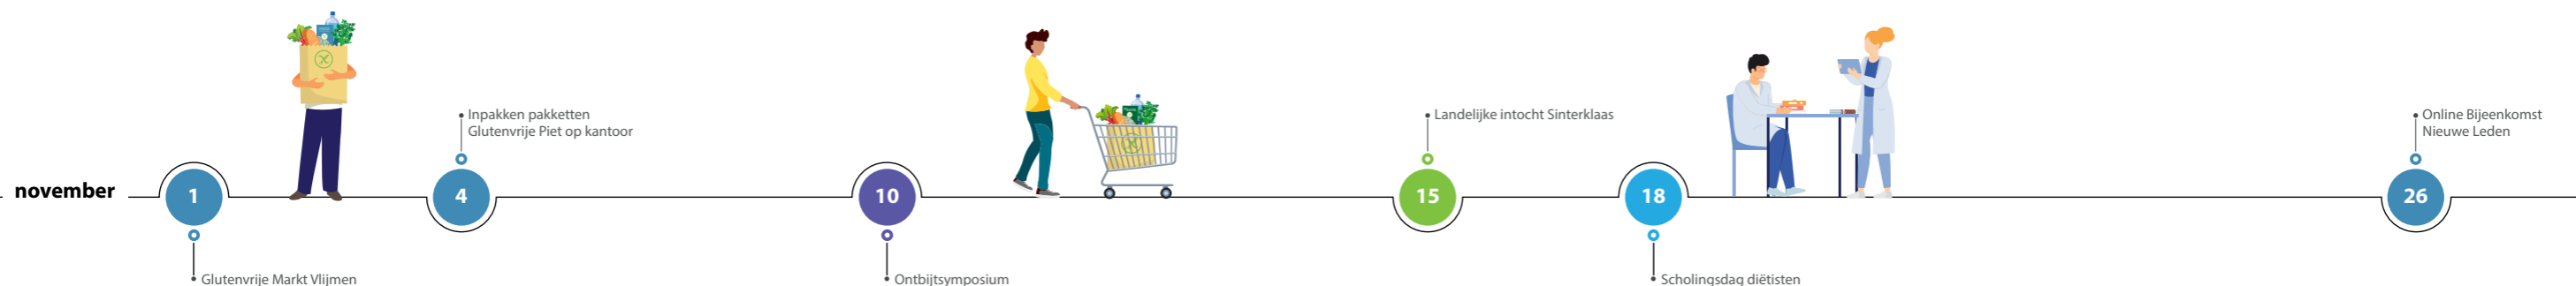 november
1
Glutenvrije Markt Vlijmen
4
Inpakken pakketten
Glutenvrije Piet op kantoor
10
Ontbijtsymposium
15
Landelijke intocht Sinterklaas
18
Scholingsdag diëtisten
26
Online Bijeenkomst
Nieuwe Leden